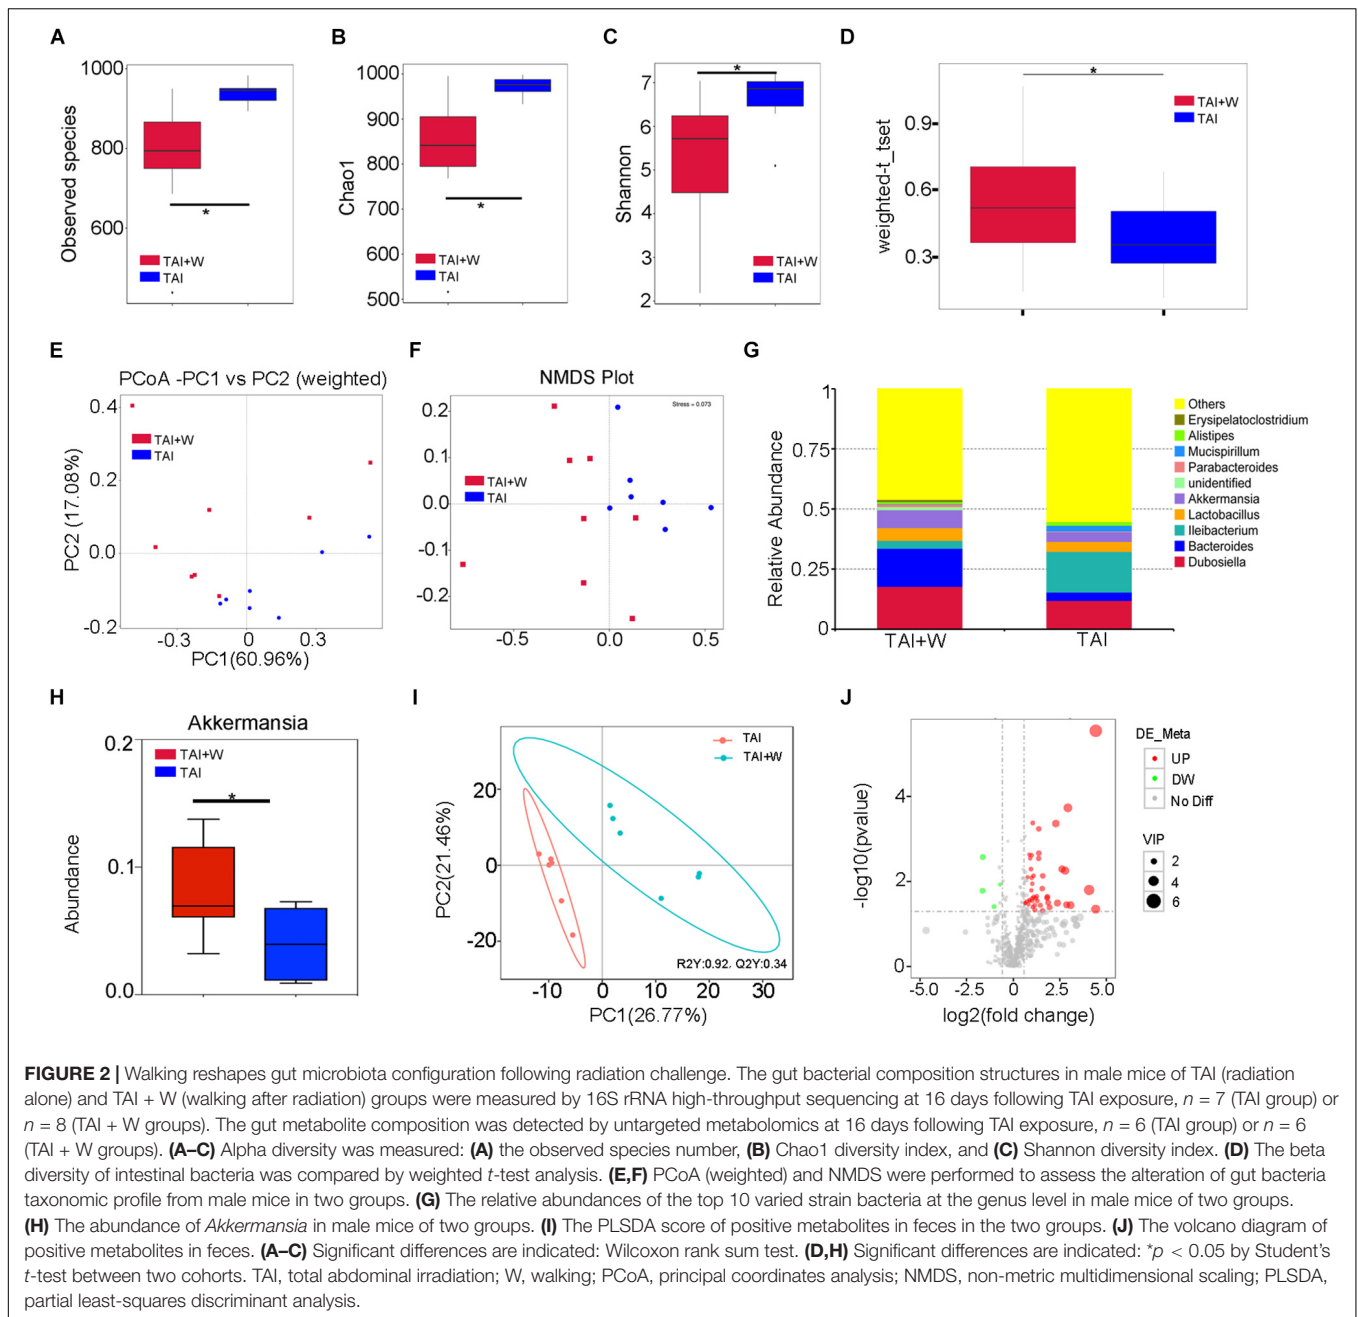 A
B
C
D
Observed species
1000
800
600
TAI+W
TAI
*
Chao1
1000
900
800
700
600
500
TAI+W
TAI
*
Shannon
7
6
5
4
3
2
TAI+W
TAI
*
weighted-t_tset
0.9
0.6
0.3
TAI+W
TAI
*
E
F
G
PCoA -PC1 vs PC2 (weighted)
PC2 (17.08%)
0.4
0.2
0.0
-0.2
TAI+W
TAI
-0.3
0
0.3
PC1(60.96%)
NMDS Plot
Stress = 0.073
0.2
0.1
0.0
-0.1
-0.2
TAI+W
TAI
-0.5
0.0
0.5
Relative Abundance
1
0.75
0.5
0.25
0
TAI+W
TAI
Others
Erysipelatoclostridium
Alistipes
Mucispirillum
Parabacteroides
unidentified
Akkermansia
Lactobacillus
Ileibacterium
Bacteroides
Dubosiella
H
I
J
Akkermansia
Abundance
0.2
0.1
0.0
TAI+W
TAI
*
PC2(21.46%)
20
0
-20
TAI
TAI+W
R2Y:0.92, Q2Y:0.34
-10
0
10
20
30
PC1(26.77%)
-log10(pvalue)
4
2
0
-5.0
-2.5
0
2.5
5.0
log2(fold change)
DE_Meta
UP
DW
No Diff
VIP
2
4
6
FIGURE 2 | Walking reshapes gut microbiota configuration following radiation challenge. The gut bacterial composition structures in male mice of TAI (radiation
alone) and TAI + W (walking after radiation) groups were measured by 16S rRNA high-throughput sequencing at 16 days following TAI exposure, n = 7 (TAI group) or
n = 8 (TAI + W groups). The gut metabolite composition was detected by untargeted metabolomics at 16 days following TAI exposure, n = 6 (TAI group) or n = 6
(TAI + W groups). (A–C) Alpha diversity was measured: (A) the observed species number, (B) Chao1 diversity index, and (C) Shannon diversity index. (D) The beta
diversity of intestinal bacteria was compared by weighted t-test analysis. (E,F) PCoA (weighted) and NMDS were performed to assess the alteration of gut bacteria
taxonomic profile from male mice in two groups. (G) The relative abundances of the top 10 varied strain bacteria at the genus level in male mice of two groups.
(H) The abundance of Akkermansia in male mice of two groups. (I) The PLSDA score of positive metabolites in feces in the two groups. (J) The volcano diagram of
positive metabolites in feces. (A–C) Significant differences are indicated: Wilcoxon rank sum test. (D,H) Significant differences are indicated: *p < 0.05 by Student's
t-test between two cohorts. TAI, total abdominal irradiation; W, walking; PCoA, principal coordinates analysis; NMDS, non-metric multidimensional scaling; PLSDA,
partial least-squares discriminant analysis.